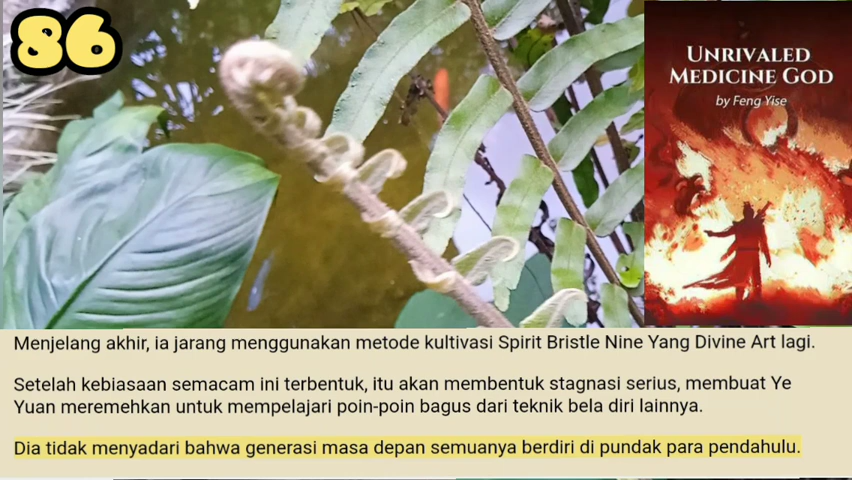 86
UNRIVALED
MEDICINE GOD
by Feng Yise
Menjelang akhir, ia jarang menggunakan metode kultivasi Spirit Bristle Nine Yang Divine Art lagi.
Setelah kebiasaan semacam ini terbentuk, itu akan membentuk stagnasi serius, membuat Ye
Yuan meremehkan untuk mempelajari poin-poin bagus dari teknik bela diri lainnya.
Dia tidak menyadari bahwa generasi masa depan semuanya berdiri di pundak para pendahulu.